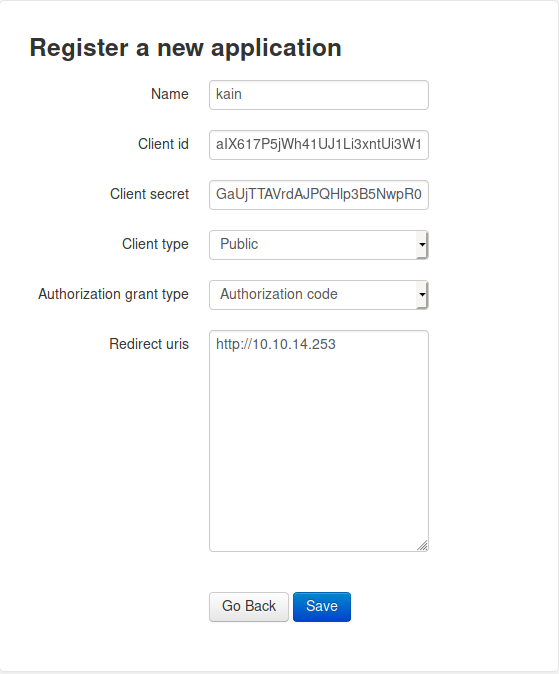 Register a new application
Name kain
Client id aIX617P5jWh41UJ1Li3xntUi3W1
Client secret GaUjTTAVrdAJPQHlp3B5NwpR0
Client type Public
Authorization grant type Authorization code
Redirect uris http://10.10.14.253
Go Back Save